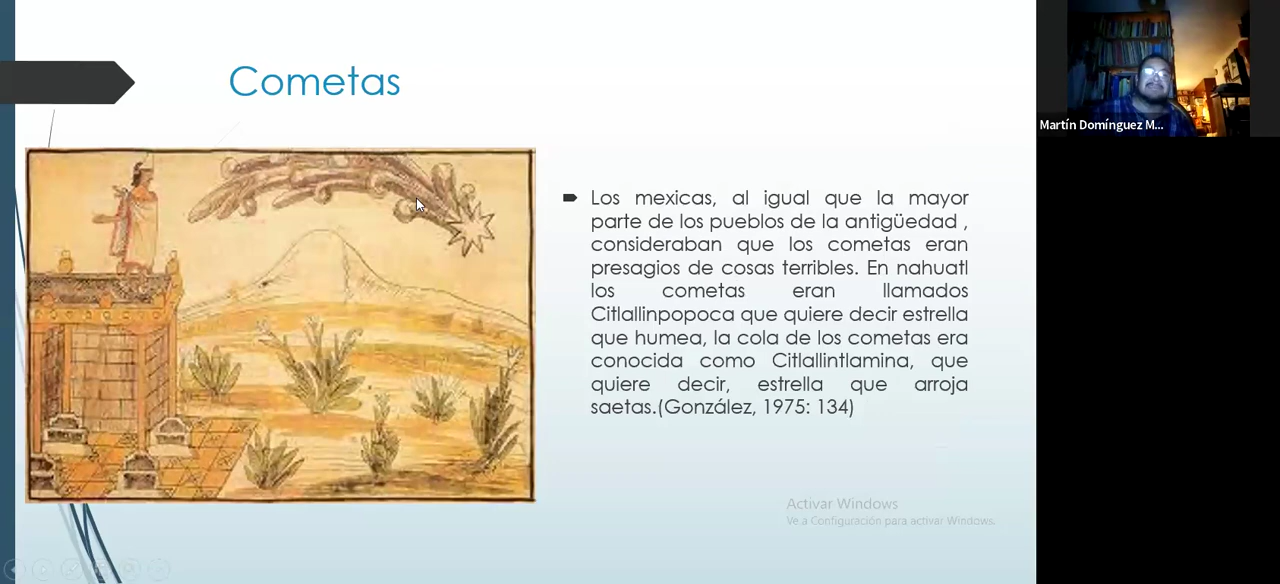 Cometas
Los mexicas, al igual que la mayor
parte de los pueblos de la antigüedad ,
consideraban que los cometas eran
presagios de cosas terribles. En nahuatl
los cometas eran llamados
Citlallinpopoca que quiere decir estrella
que humea, la cola de los cometas era
conocida como Citlallintlamina, que
quiere decir, estrella que arroja
saetas.(González, 1975: 134)
Activar Windows
Ve a Configuración para activar Windows.
Martín Domínguez M...